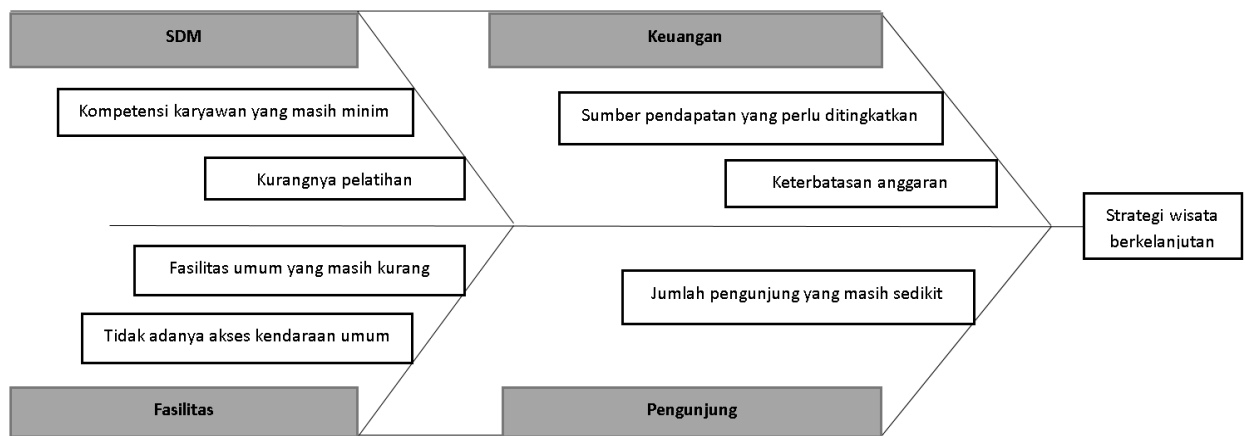 SDM
Keuangan
Kompetensi karyawan yang masih minim
Sumber pendapatan yang perlu ditingkatkan
Kurangnya pelatihan
Keterbatasan anggaran
Strategi wisata
berkelanjutan
Fasilitas umum yang masih kurang
Jumlah pengunjung yang masih sedikit
Tidak adanya akses kendaraan umum
Fasilitas
Pengunjung